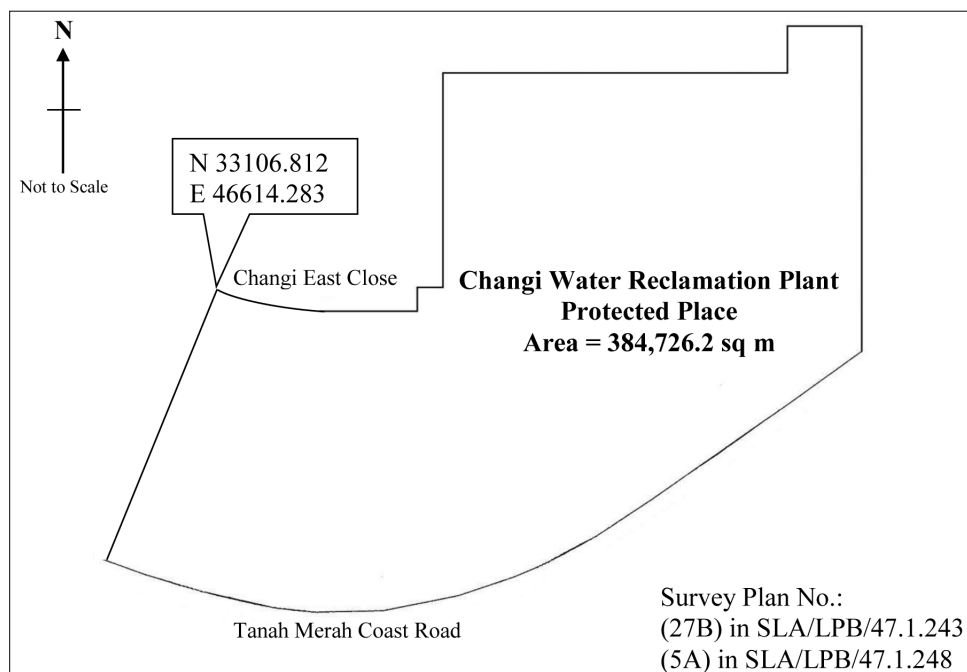 N
Not to Scale
N 33106.812
E 46614.283
Changi East Close
Changi Water Reclamation Plant
Protected Place
Area = 384,726.2 sq m
Tanah Merah Coast Road
Survey Plan No.:
(27B) in SLA/LPB/47.1.243
(5A) in SLA/LPB/47.1.248